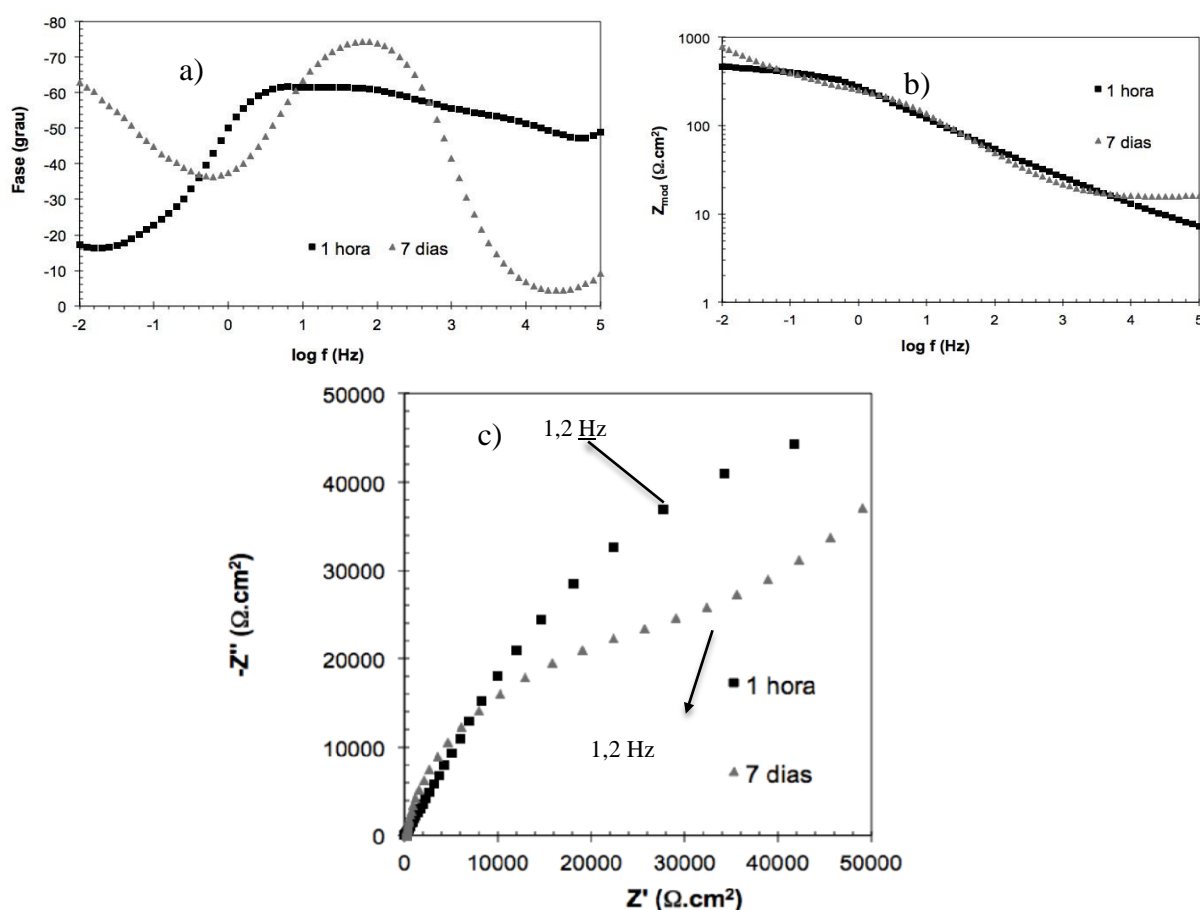 -80
-70
-60
-50
-40
-30
-20
-10
0
Fase (grau)
a)
■ 1 hora ▲ 7 dias
-2 -1 0 1 2 3 4 5
log f (Hz)
1000
100
10
1
Zmod (Ω.cm²)
b)
1 hora
7 dias
-2 -1 0 1 2 3 4 5
log f (Hz)
50000
40000
30000
20000
10000
0
-Z'' (Ω.cm²)
c)
1,2 Hz
1 hora
1,2 Hz
7 dias
0 10000 20000 30000 40000 50000
Z' (Ω.cm²)